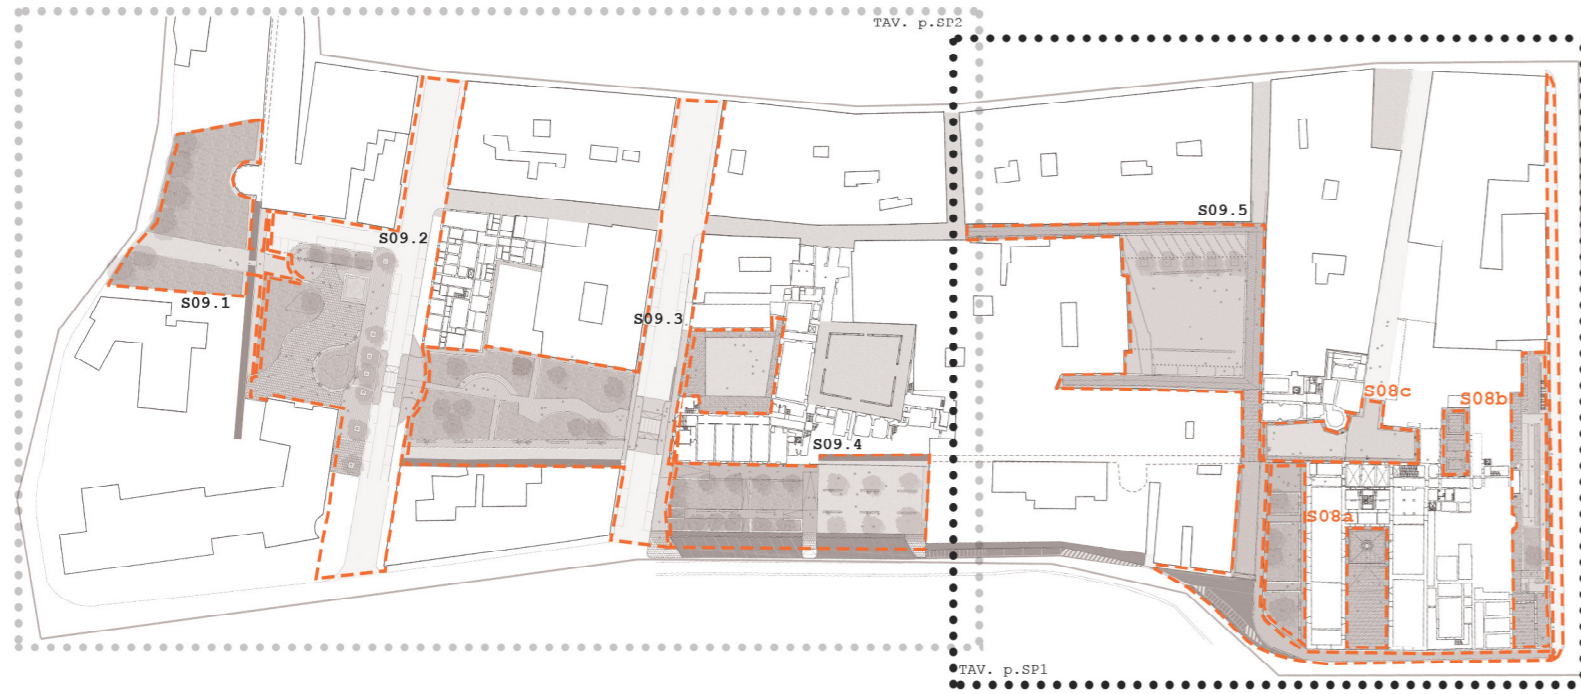 TAV. p.SP2
S09.5
S09.2
S09.1
S09.3
S08c
S08b
S09.4
S08a
TAV. p.SP1